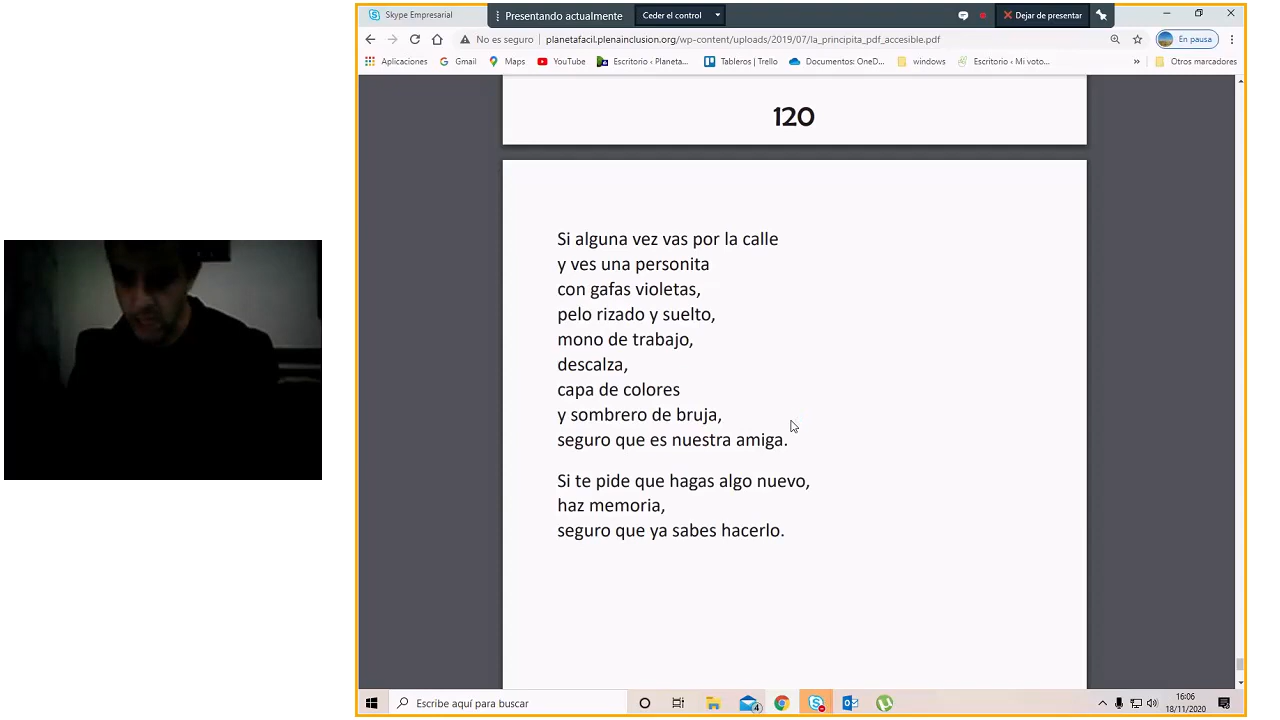 Skype Empresarial
Presentando actualmente
Ceder el control
Dejar de presentar
No es seguro
planetafacil.plenainclusion.org/wp-content/uploads/2019/07/la_principita_pdf_accesible.pdf
En pausa
Aplicaciones
Gmail
Maps
YouTube
Escritorio ‹ Planeta...
Tableros | Trello
Documentos: OneD...
windows
Escritorio ‹ Mi voto...
»
Otros marcadores
120
Si alguna vez vas por la calle
y ves una personita
con gafas violetas,
pelo rizado y suelto,
mono de trabajo,
descalza,
capa de colores
y sombrero de bruja,
seguro que es nuestra amiga.
Si te pide que hagas algo nuevo,
haz memoria,
seguro que ya sabes hacerlo.
Escribe aquí para buscar
4
16:06
18/11/2020